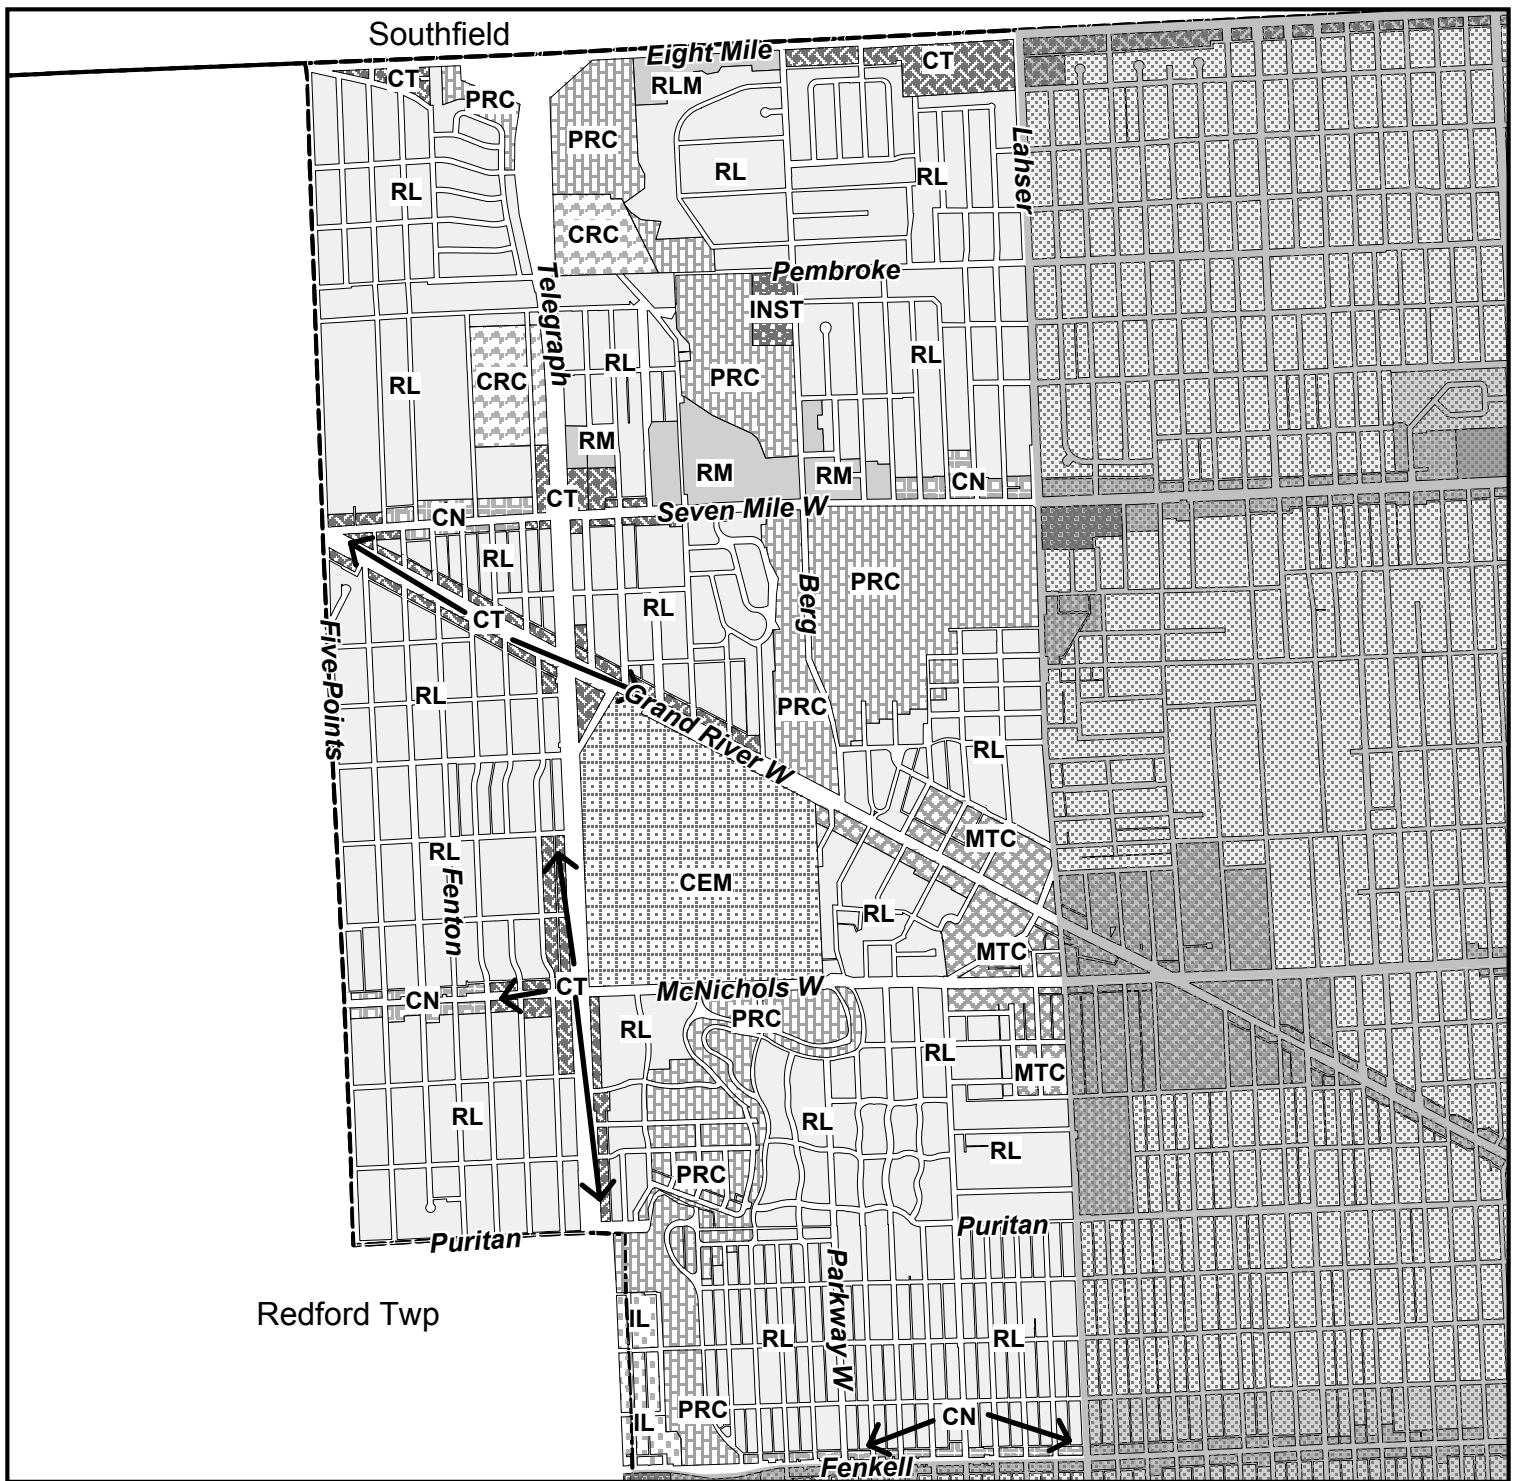 Southfield
Eight Mile
CT
CT
RLM
PRC
PRC
Lahser
RL
RL
RL
CRC
Pembroke
Telegraph
INST
RL
RL
PRC
CRC
RL
RM
RM
RM
CN
CT
Seven Mile W
CN
RL
PRC
Berg
RL
CT
Five Points
RL
Grand River W
PRC
RL
MTC
RL
Fenton
CEM
RL
MTC
CT
McNichols W
CN
PRC
RL
RL
MTC
RL
RL
RL
PRC
Puritan
Puritan
Parkway W
Redford Twp
IL
RL
RL
PRC
CN
IL
Fenkell